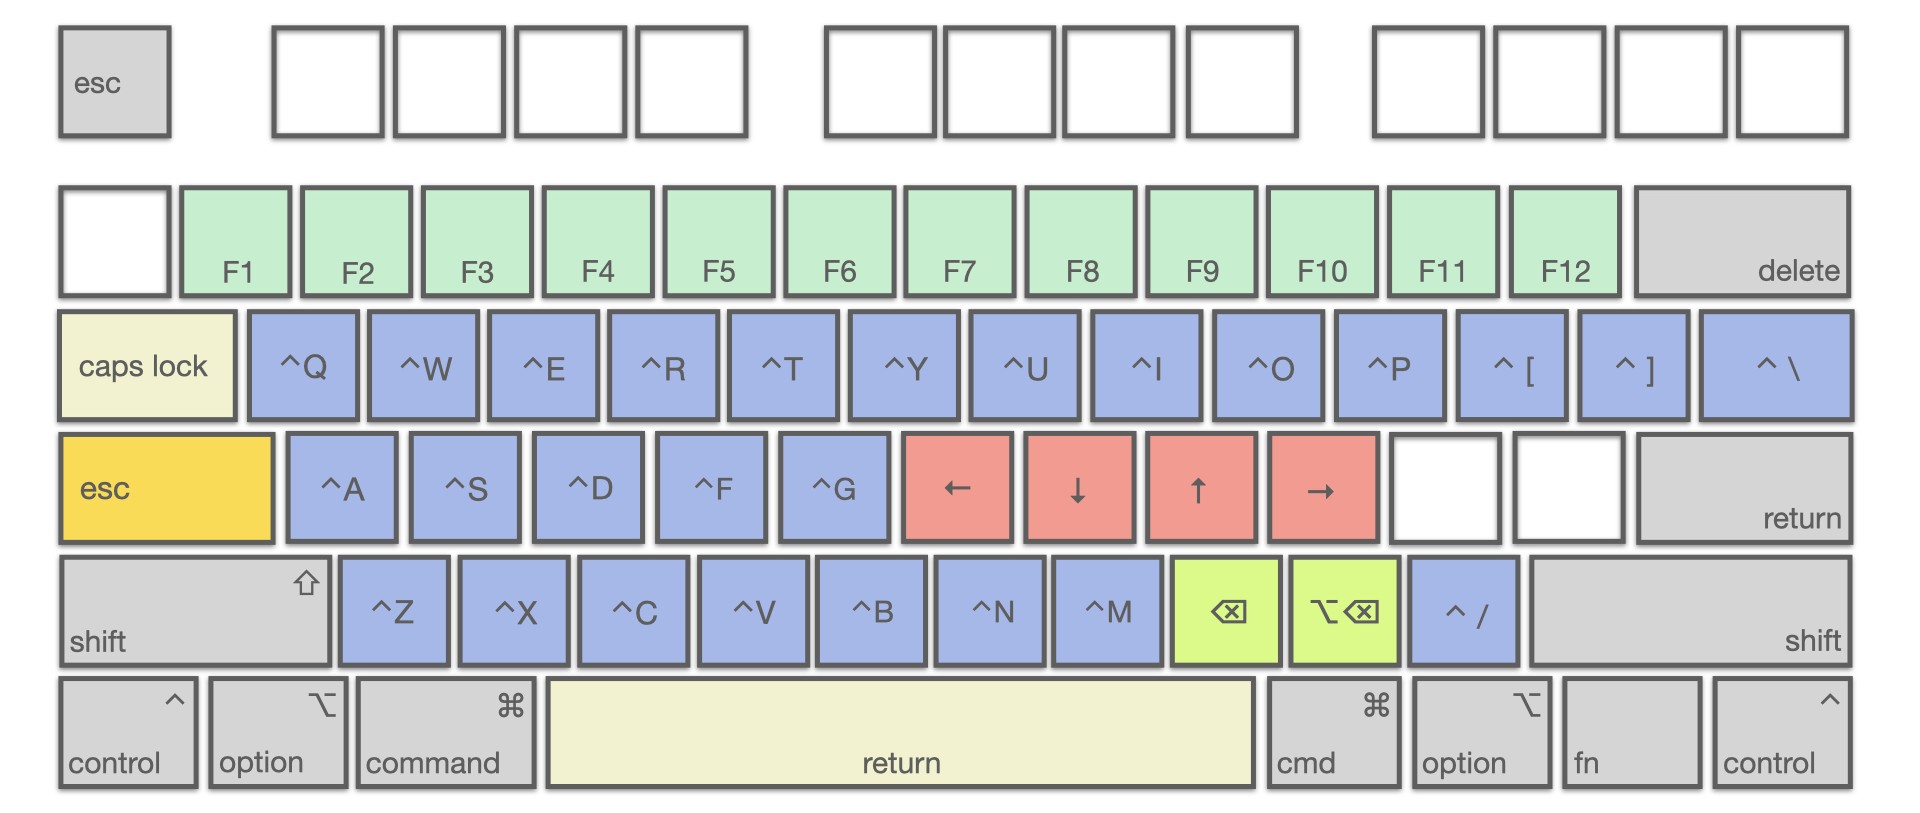 esc
F1 F2 F3 F4 F5 F6 F7 F8 F9 F10 F11 F12 delete
caps lock ^Q ^W ^E ^R ^T ^Y ^U ^I ^O ^P ^ [ ^ ] ^ \
esc ^A ^S ^D ^F ^G ← ↓ ↑ → return
⇧ shift ^Z ^X ^C ^V ^B ^N ^M ⌫ ⌥⌫ ^ / shift
^ control ⌥ option ⌘ command return ⌘ cmd ⌥ option fn ^ control